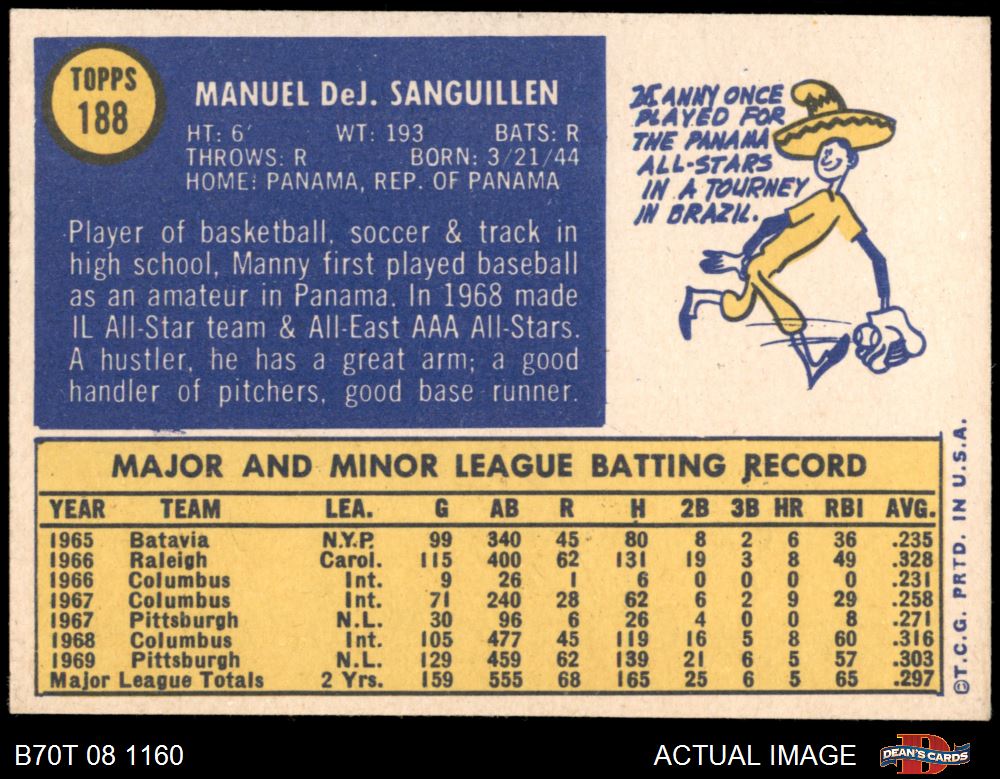 TOPPS
188
MANUEL DeJ. SANGUILLEN
HT: 6' WT: 193 BATS: R
THROWS: R BORN: 3/21/44
HOME: PANAMA, REP. OF PANAMA
Player of basketball, soccer & track in
high school, Manny first played baseball
as an amateur in Panama. In 1968 made
IL All-Star team & All-East AAA All-Stars.
A hustler, he has a great arm; a good
handler of pitchers, good base runner.
MANNY ONCE
PLAYED FOR
THE PANAMA
ALL-STARS
IN A TOURNEY
IN BRAZIL.
MAJOR AND MINOR LEAGUE BATTING RECORD
YEAR TEAM LEA. G AB R H 2B 3B HR RBI AVG.
1965 Batavia N.Y.P. 99 340 45 80 8 2 6 36 .235
1966 Raleigh Carol. 115 400 62 131 19 3 8 49 .328
1966 Columbus Int. 9 26 1 6 0 0 0 0 .231
1967 Columbus Int. 71 240 28 62 6 2 9 29 .258
1967 Pittsburgh N.L. 30 96 6 26 4 0 0 8 .271
1968 Columbus Int. 105 477 45 119 16 5 8 60 .316
1969 Pittsburgh N.L. 129 459 62 139 21 6 5 57 .303
Major League Totals 2 Yrs. 159 555 68 165 25 6 5 65 .297
©T.C.G. PRTD. IN U.S.A.
B70T 08 1160
ACTUAL IMAGE
DEAN'S CARDS